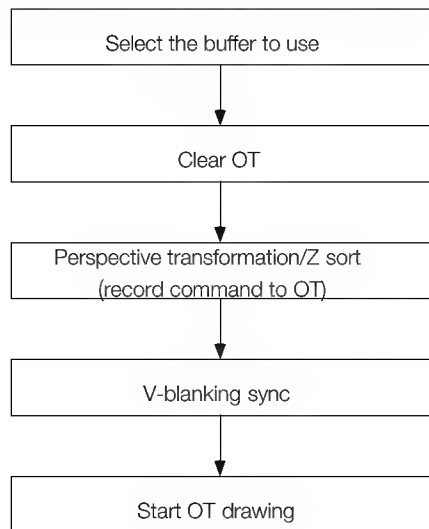 Select the buffer to use
Clear OT
Perspective transformation/Z sort
(record command to OT)
V-blanking sync
Start OT drawing